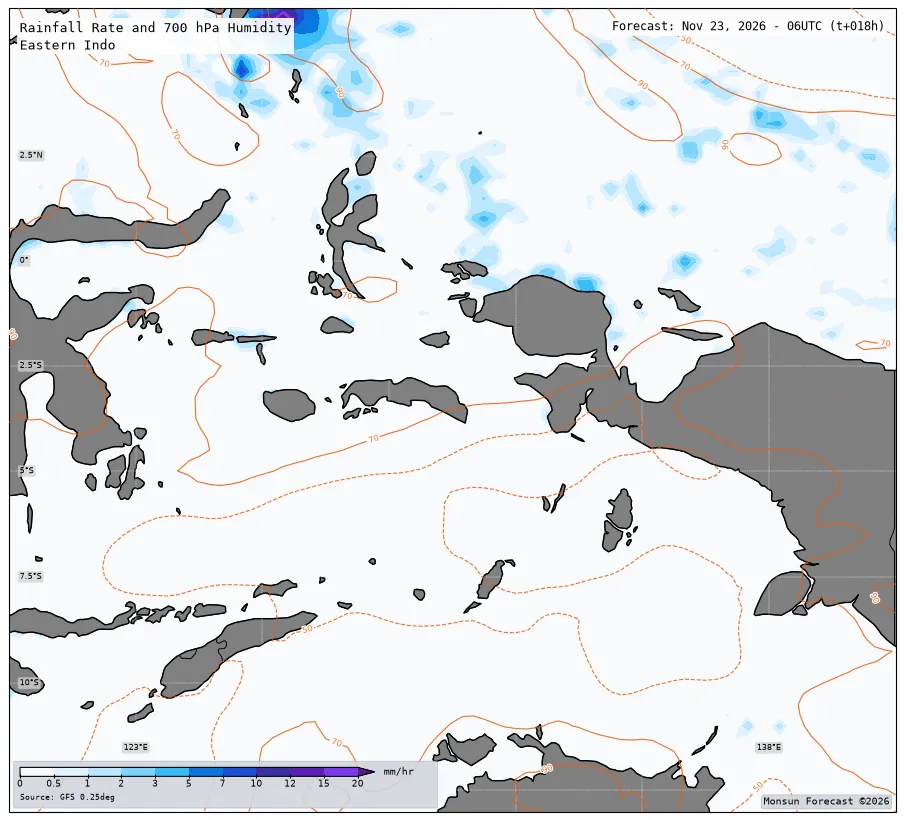 Rainfall Rate and 700 hPa Humidity
Eastern Indo
Forecast: Nov 23, 2026 - 06UTC (t+018h)
50
70
70
90
90
70
90
2.5°N
0°
70
70
2.5°S
70
5°S
7.5°S
50
50
10°S
123°E
138°E
70
50
50
mm/hr
0 0.5 1 2 3 5 7 10 12 15 20
Source: GFS 0.25deg
Monsun Forecast ©2026